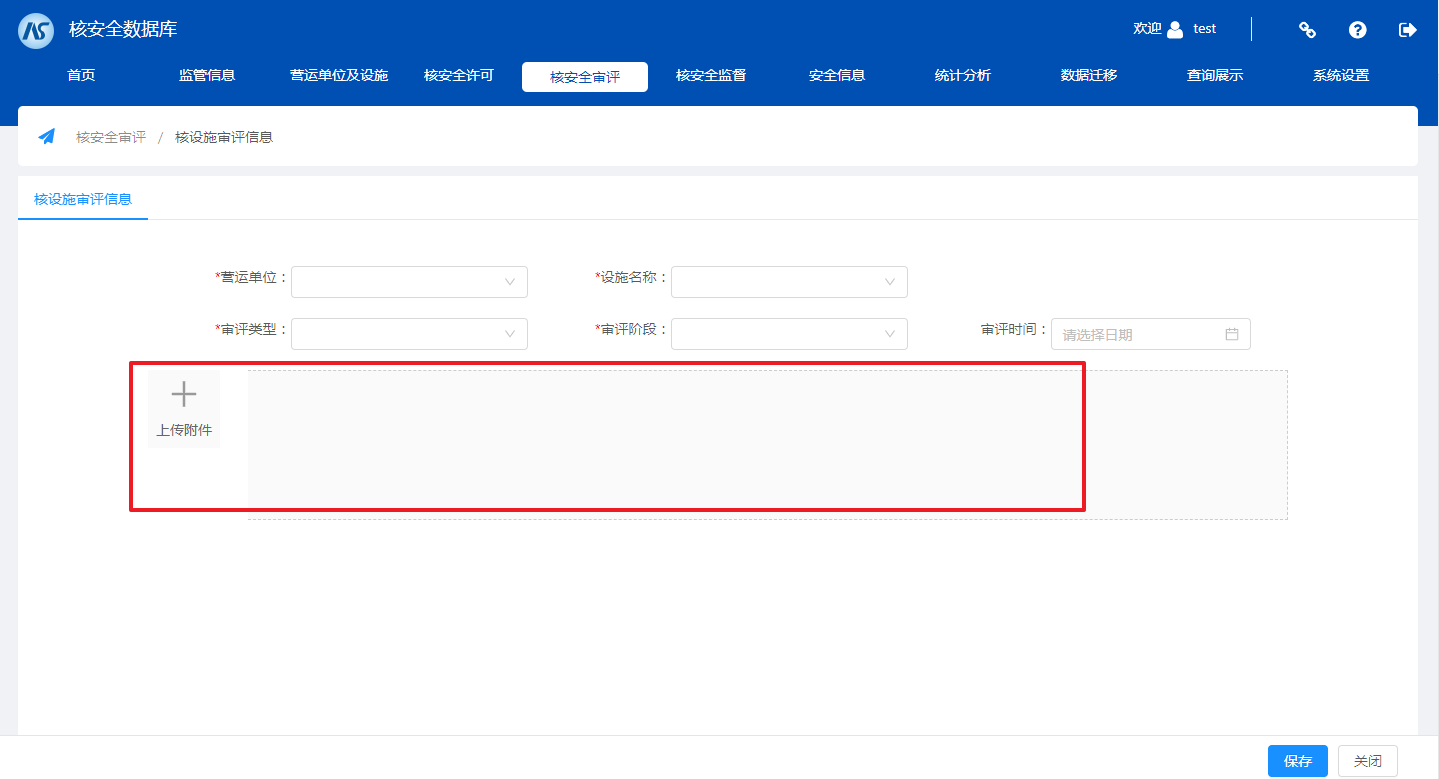 核安全数据库
欢迎 test
首页 监管信息 营运单位及设施 核安全许可 核安全审评 核安全监督 安全信息 统计分析 数据迁移 查询展示 系统设置
核安全审评 / 核设施审评信息
核设施审评信息
*营运单位： *设施名称：
*审评类型： *审评阶段： 审评时间： 请选择日期
上传附件
保存 关闭